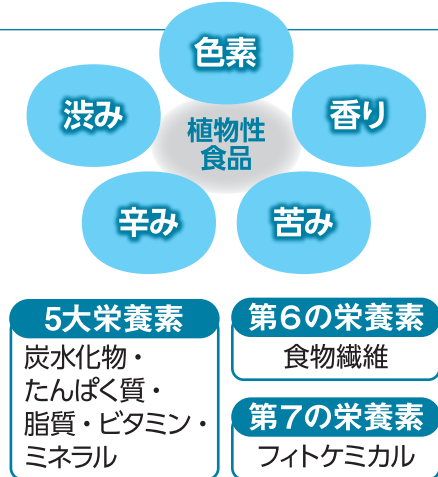 色素
渋み
香り
植物性
食品
辛み
苦み
5大栄養素
炭水化物・
たんぱく質・
脂質・ビタミン・
ミネラル
第6の栄養素
食物繊維
第7の栄養素
フィトケミカル